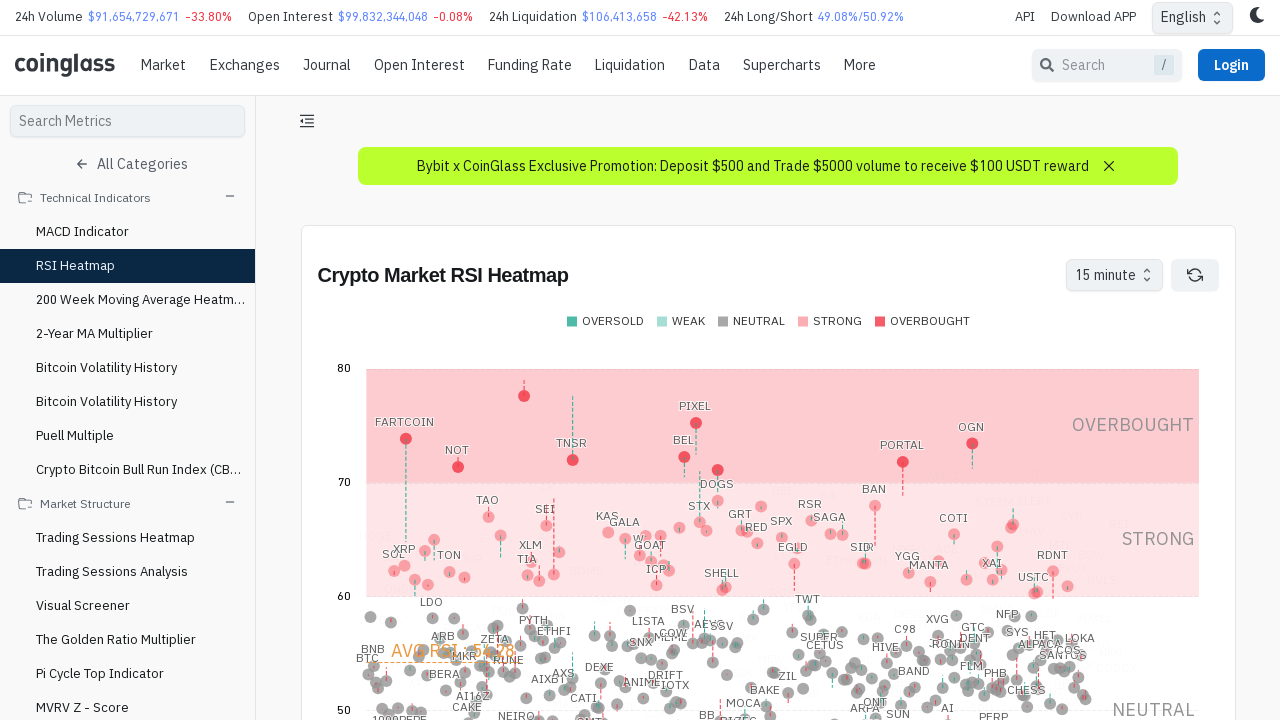 24h Volume $91,654,729,671 -33.80% Open Interest $99,832,344,048 -0.08% 24h Liquidation $106,413,658 -42.13% 24h Long/Short 49.08%/50.92% API Download APP English
coinglass Market Exchanges Journal Open Interest Funding Rate Liquidation Data Supercharts More Search / Login
Search Metrics
All Categories
Technical Indicators
MACD Indicator
RSI Heatmap
200 Week Moving Average Heatm...
2-Year MA Multiplier
Bitcoin Volatility History
Bitcoin Volatility History
Puell Multiple
Crypto Bitcoin Bull Run Index (CB...
Market Structure
Trading Sessions Heatmap
Trading Sessions Analysis
Visual Screener
The Golden Ratio Multiplier
Pi Cycle Top Indicator
MVRV Z - Score
Bybit x CoinGlass Exclusive Promotion: Deposit $500 and Trade $5000 volume to receive $100 USDT reward
Crypto Market RSI Heatmap 15 minute
OVERSOLD WEAK NEUTRAL STRONG OVERBOUGHT
80
PIXEL
FARTCOIN
OGN
OVERBOUGHT
BEL
TNSR
PORTAL
NOT
70
DOGS
BAN
TAO
STX
RSR
SEI
KAS
GRT
SPX
SAGA
COTI
GALA
RED
STRONG
XRP
XLM
GOAT
EGLD
SOL
TON
TIA
YGG
RDNT
ICP
MANTA
XAI
SHELL
USTC
60
LDO
TWT
BSV
NFP
PYTH
LISTA
XVG
ETHFI
SSV
C98
GTC
SYS
ARB
ZETA
COW
SUPER
DENT
HET
LOKA
SNX
CETUS
HIVE
RONIN
ALPACA
BNB
AVG RSI
BTC
MKR
RUNE
SANTOS
DEXE
FLM
BERA
AIXBT
AXS
DRIFT
ZIL
BAND
PHB
ANIME
IOTX
BAKE
CHESS
AI16Z
CATI
MOCA
CAKE
AI
NEUTRAL
50
NEIRO
BB
SUN
PERP